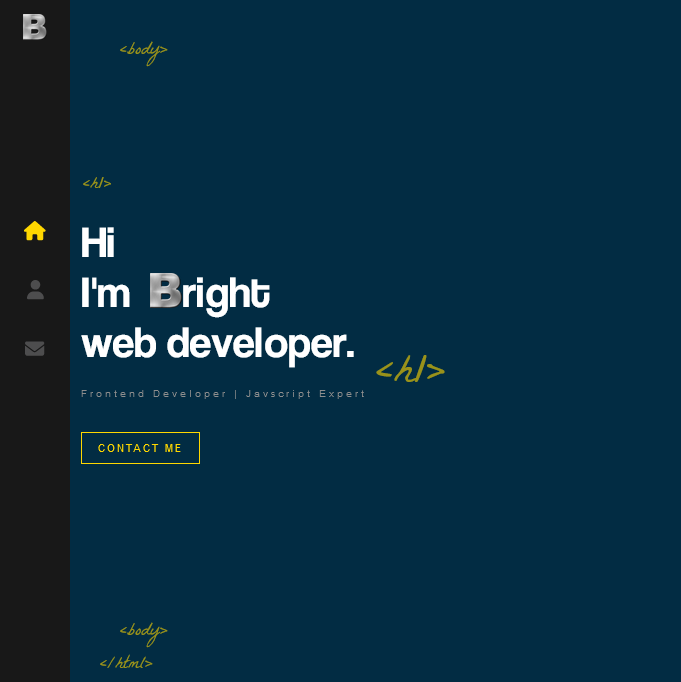 B
<body>
<h1>
Hi
I'm Bright
web developer.
<h1>
Frontend Developer | Javscript Expert
CONTACT ME
<body>
</html>